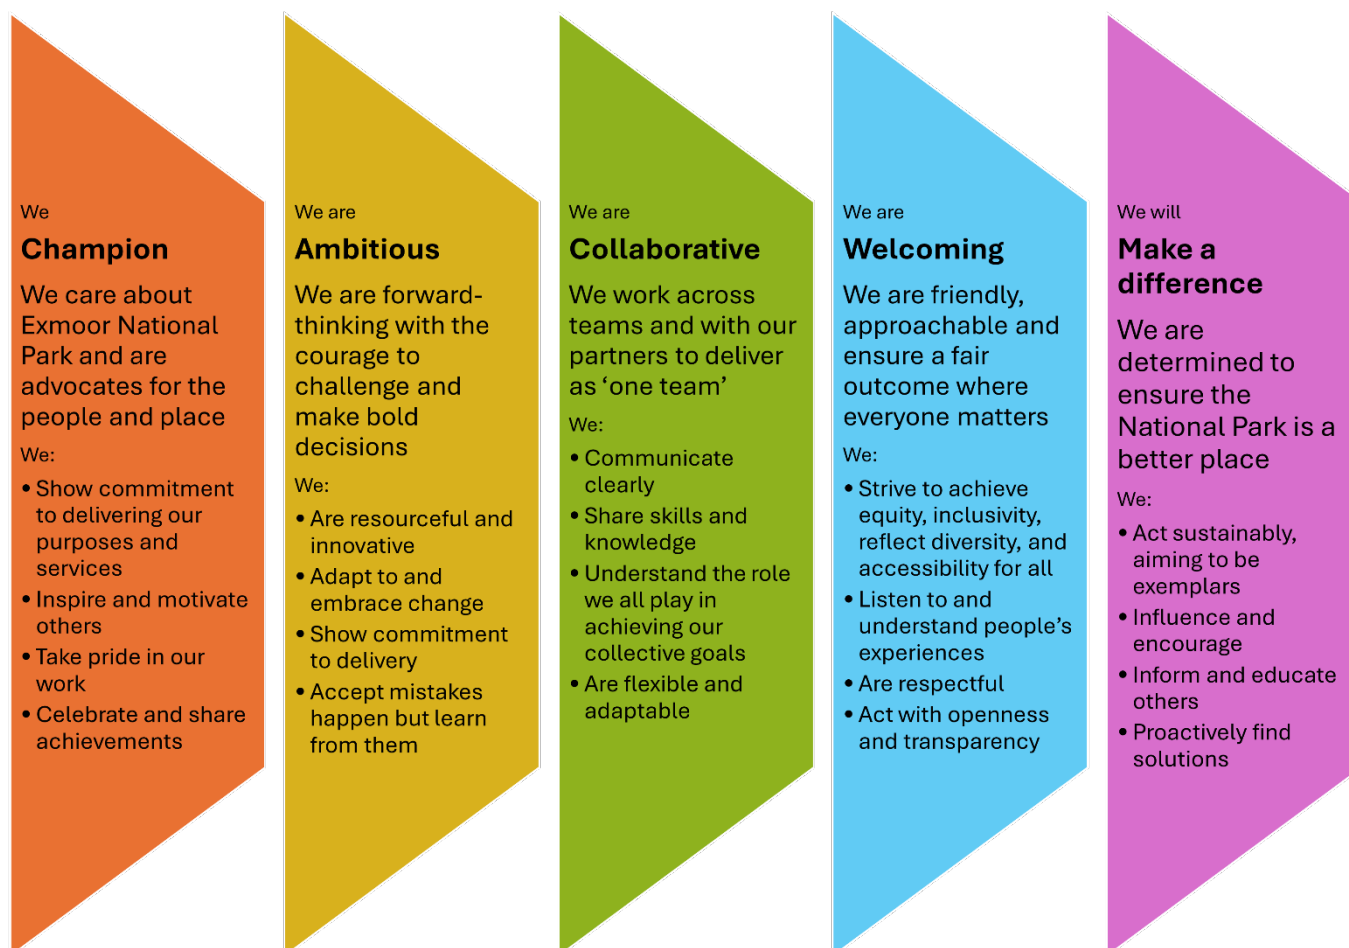 We
Champion
We care about
Exmoor National
Park and are
advocates for the
people and place
We:
• Show commitment
to delivering our
purposes and
services
• Inspire and motivate
others
• Take pride in our
work
• Celebrate and share
achievements
We are
Ambitious
We are forward-
thinking with the
courage to
challenge and
make bold
decisions
We:
• Are resourceful and
innovative
• Adapt to and
embrace change
• Show commitment
to delivery
• Accept mistakes
happen but learn
from them
We are
Collaborative
We work across
teams and with our
partners to deliver
as ‘one team’
We:
• Communicate
clearly
• Share skills and
knowledge
• Understand the role
we all play in
achieving our
collective goals
• Are flexible and
adaptable
We are
Welcoming
We are friendly,
approachable and
ensure a fair
outcome where
everyone matters
We:
• Strive to achieve
equity, inclusivity,
reflect diversity, and
accessibility for all
• Listen to and
understand people’s
experiences
• Are respectful
• Act with openness
and transparency
We will
Make a
difference
We are
determined to
ensure the
National Park is a
better place
We:
• Act sustainably,
aiming to be
exemplars
• Influence and
encourage
• Inform and educate
others
• Proactively find
solutions